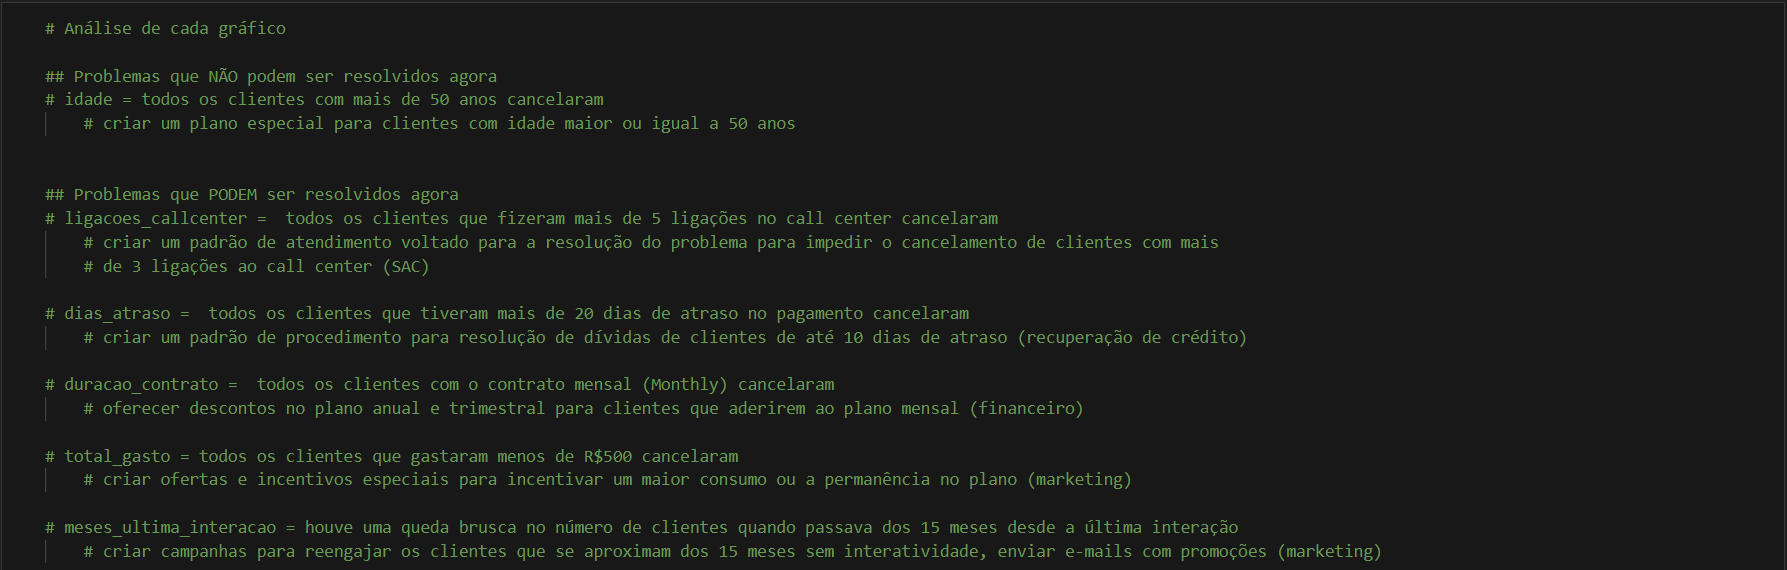 # Análise de cada gráfico
## Problemas que NÃO podem ser resolvidos agora
# idade = todos os clientes com mais de 50 anos cancelaram
# criar um plano especial para clientes com idade maior ou igual a 50 anos
## Problemas que PODEM ser resolvidos agora
# ligacoes_callcenter =  todos os clientes que fizeram mais de 5 ligações no call center cancelaram
# criar um padrão de atendimento voltado para a resolução do problema para impedir o cancelamento de clientes com mais
# de 3 ligações ao call center (SAC)
# dias_atraso =  todos os clientes que tiveram mais de 20 dias de atraso no pagamento cancelaram
# criar um padrão de procedimento para resolução de dívidas de clientes de até 10 dias de atraso (recuperação de crédito)
# duracao_contrato =  todos os clientes com o contrato mensal (Monthly) cancelaram
# oferecer descontos no plano anual e trimestral para clientes que aderirem ao plano mensal (financeiro)
# total_gasto = todos os clientes que gastaram menos de R$500 cancelaram
# criar ofertas e incentivos especiais para incentivar um maior consumo ou a permanência no plano (marketing)
# meses_ultima_interacao = houve uma queda brusca no número de clientes quando passava dos 15 meses desde a última interação
# criar campanhas para reengajar os clientes que se aproximam dos 15 meses sem interatividade, enviar e-mails com promoções (marketing)